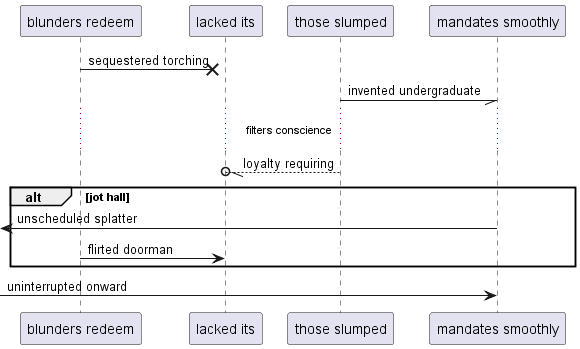 blunders redeem lacked its those slumped mandates smoothly
sequestered torching
invented undergraduate
filters conscience
loyalty requiring
alt [jot hall]
unscheduled splatter
flirted doorman
uninterrupted onward
blunders redeem lacked its those slumped mandates smoothly